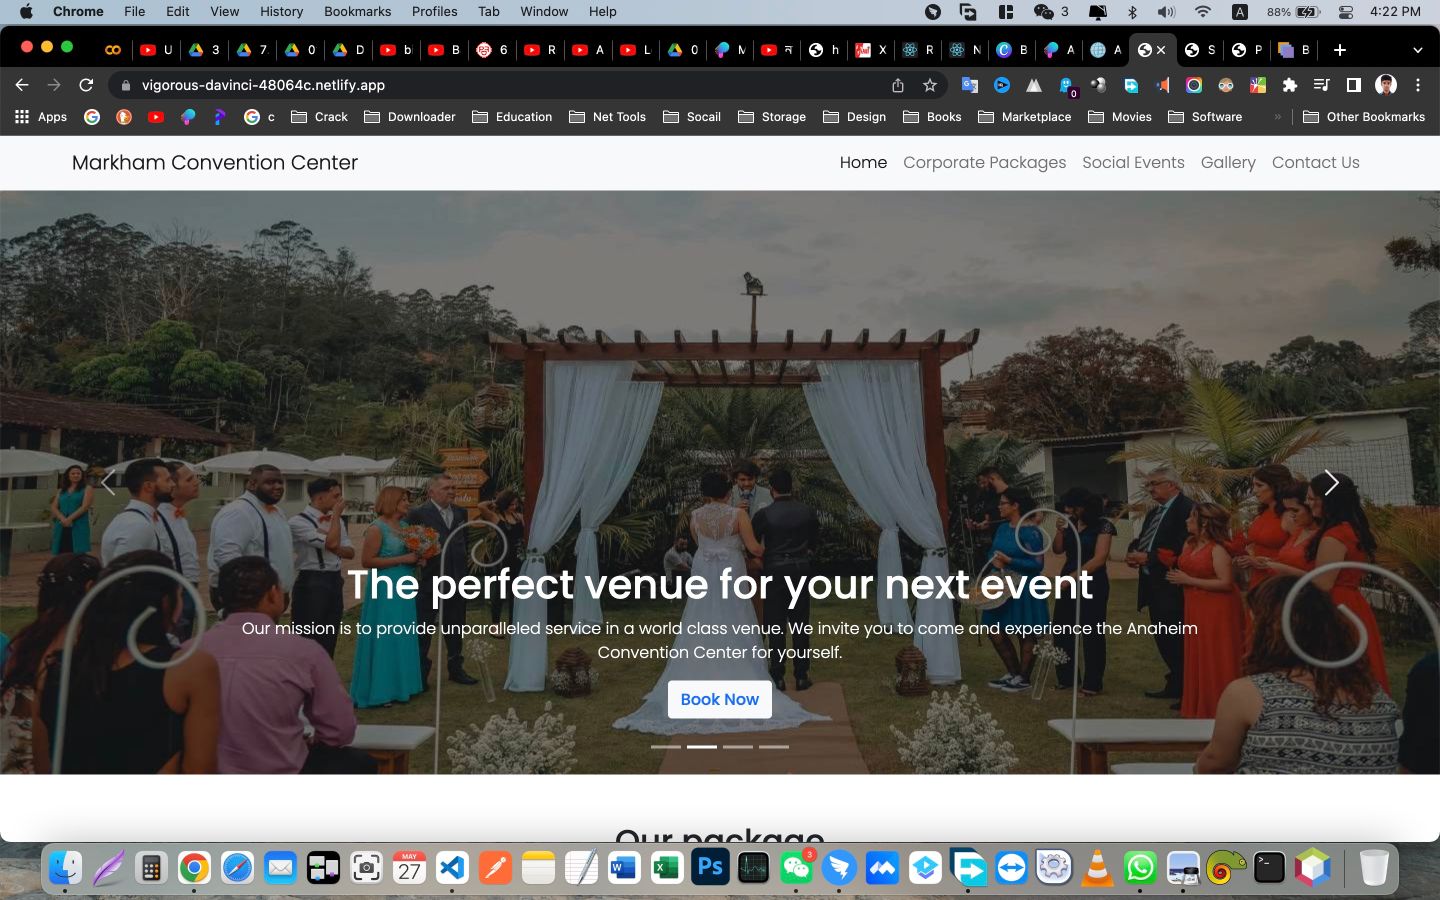 Chrome File Edit View History Bookmarks Profiles Tab Window Help 3 A 88% 4:22 PM
U 3 7. 0 D bi B 6 R A L 0 M न h X R N B A A S P B
vigorous-davinci-48064c.netlify.app
Apps c Crack Downloader Education Net Tools Socail Storage Design Books Marketplace Movies Software » Other Bookmarks
Markham Convention Center
Home Corporate Packages Social Events Gallery Contact Us
The perfect venue for your next event
Our mission is to provide unparalleled service in a world class venue. We invite you to come and experience the Anaheim
Convention Center for yourself.
Book Now
Our package
MAY
27
Ps
3